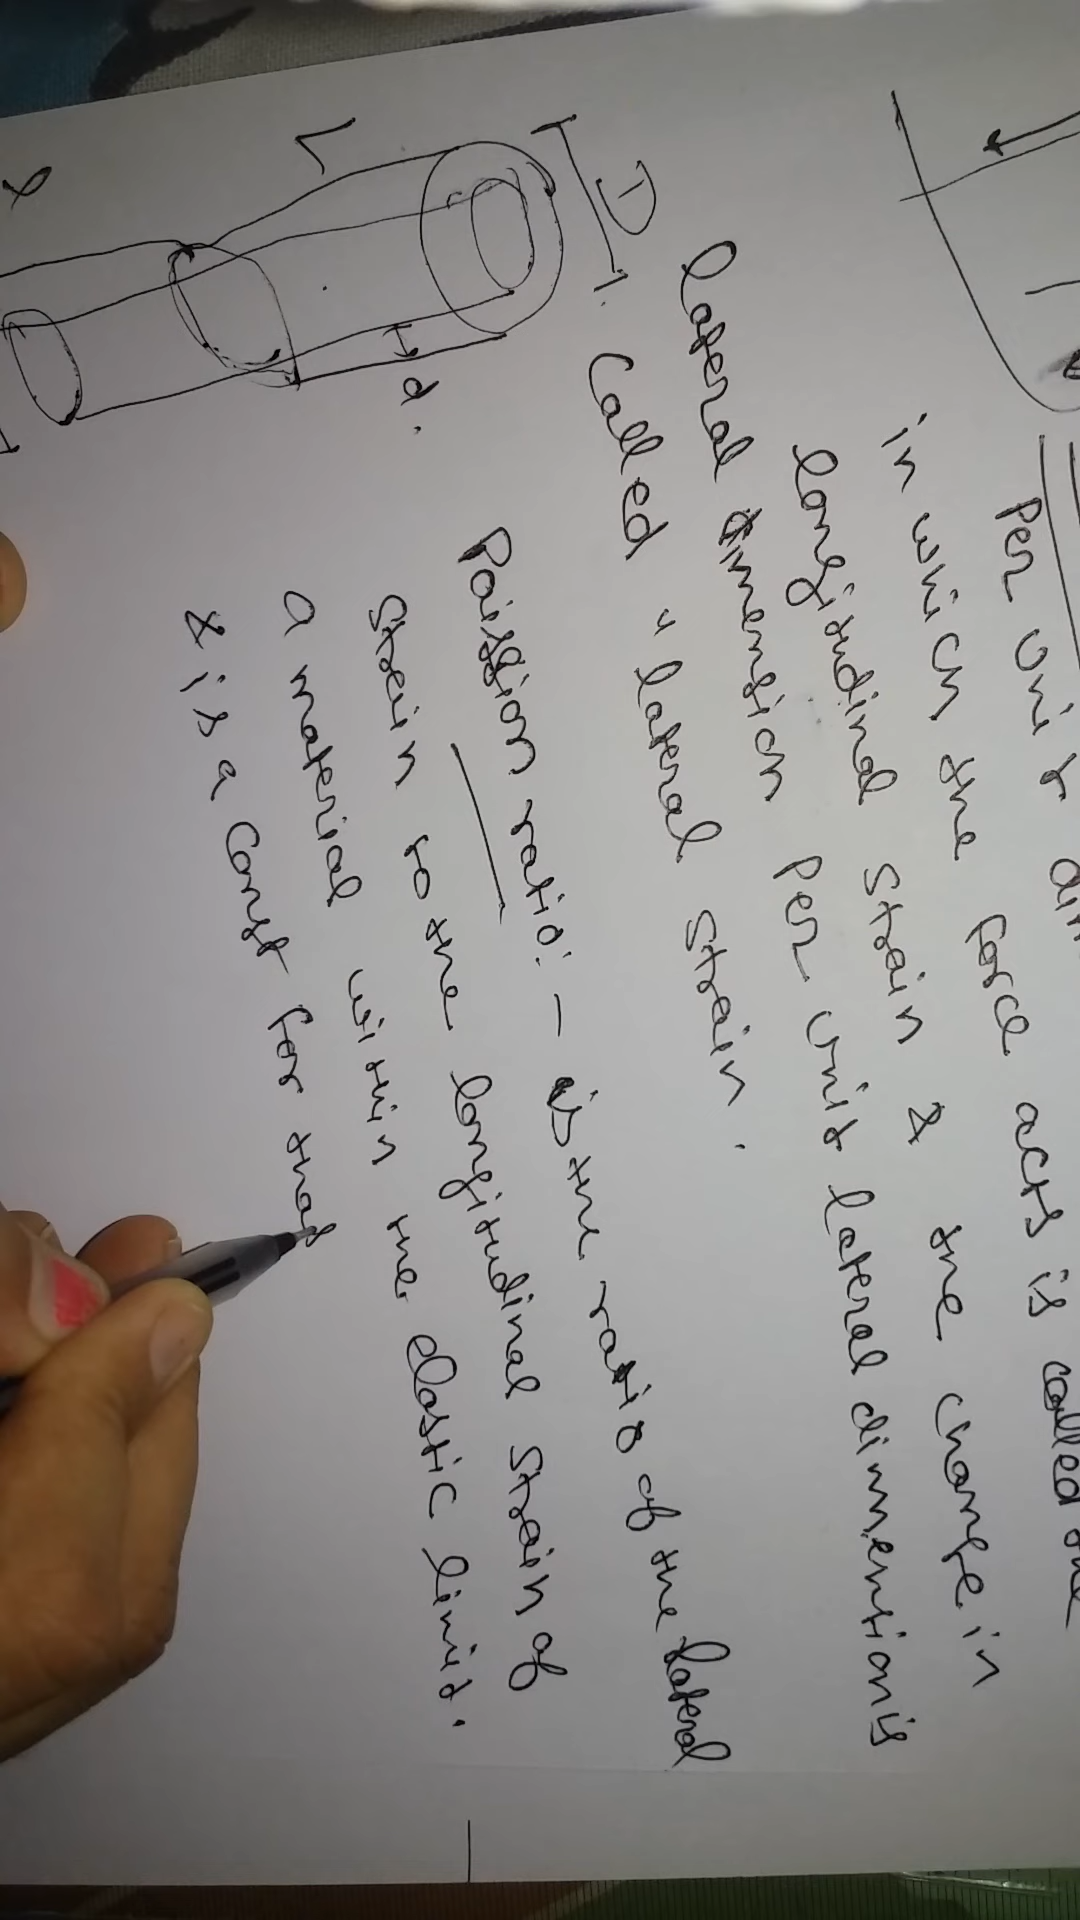 Per unit
in which the force acts is called the
longitudinal strain & the change in
lateral dimension per unit lateral dimension is
called " lateral strain.
D
L
d.
l
Poission ratio: - is the ratio of the lateral
strain to the longitudinal strain of
a material within the elastic limit.
& is a const for that